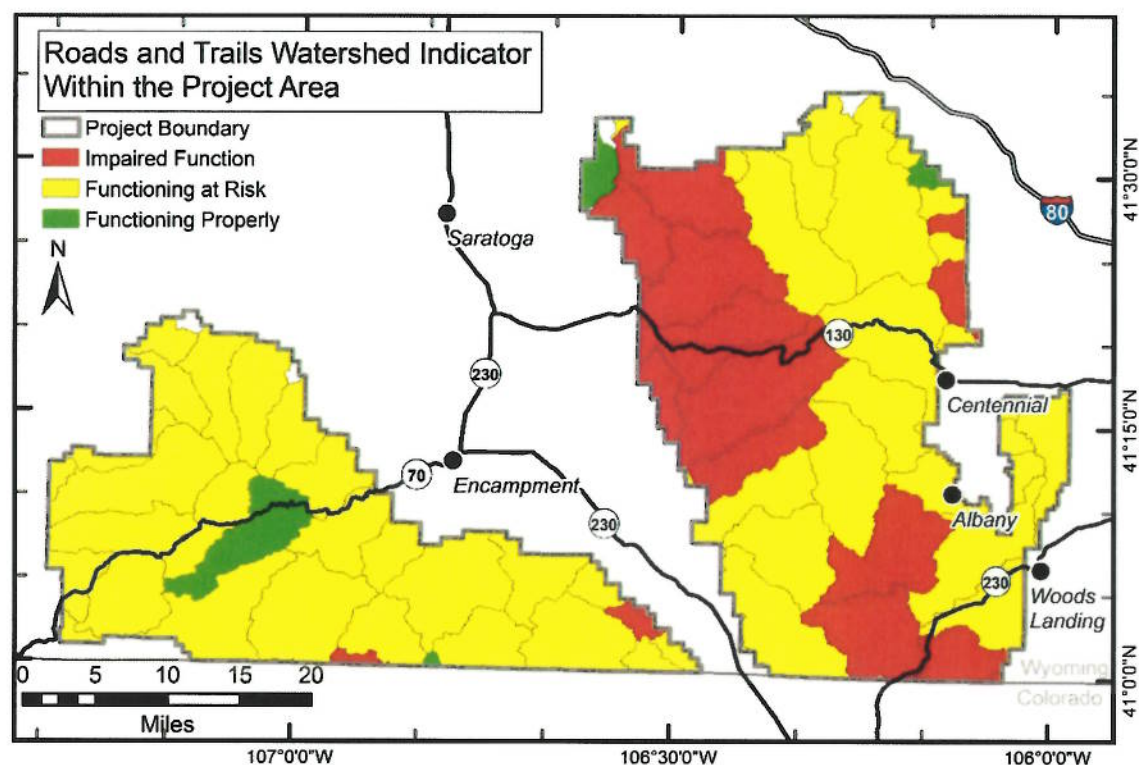 Roads and Trails Watershed Indicator
Within the Project Area
Project Boundary
Impaired Function
Functioning at Risk
Functioning Properly
N
Saratoga
80
41°30'0"N
130
230
Centennial
41°15'0"N
70
Encampment
230
Albany
230
Woods
Landing
Wyoming
Colorado
41°0'0"N
0 5 10 15 20
Miles
107°0'0"W
106°30'0"W
106°0'0"W